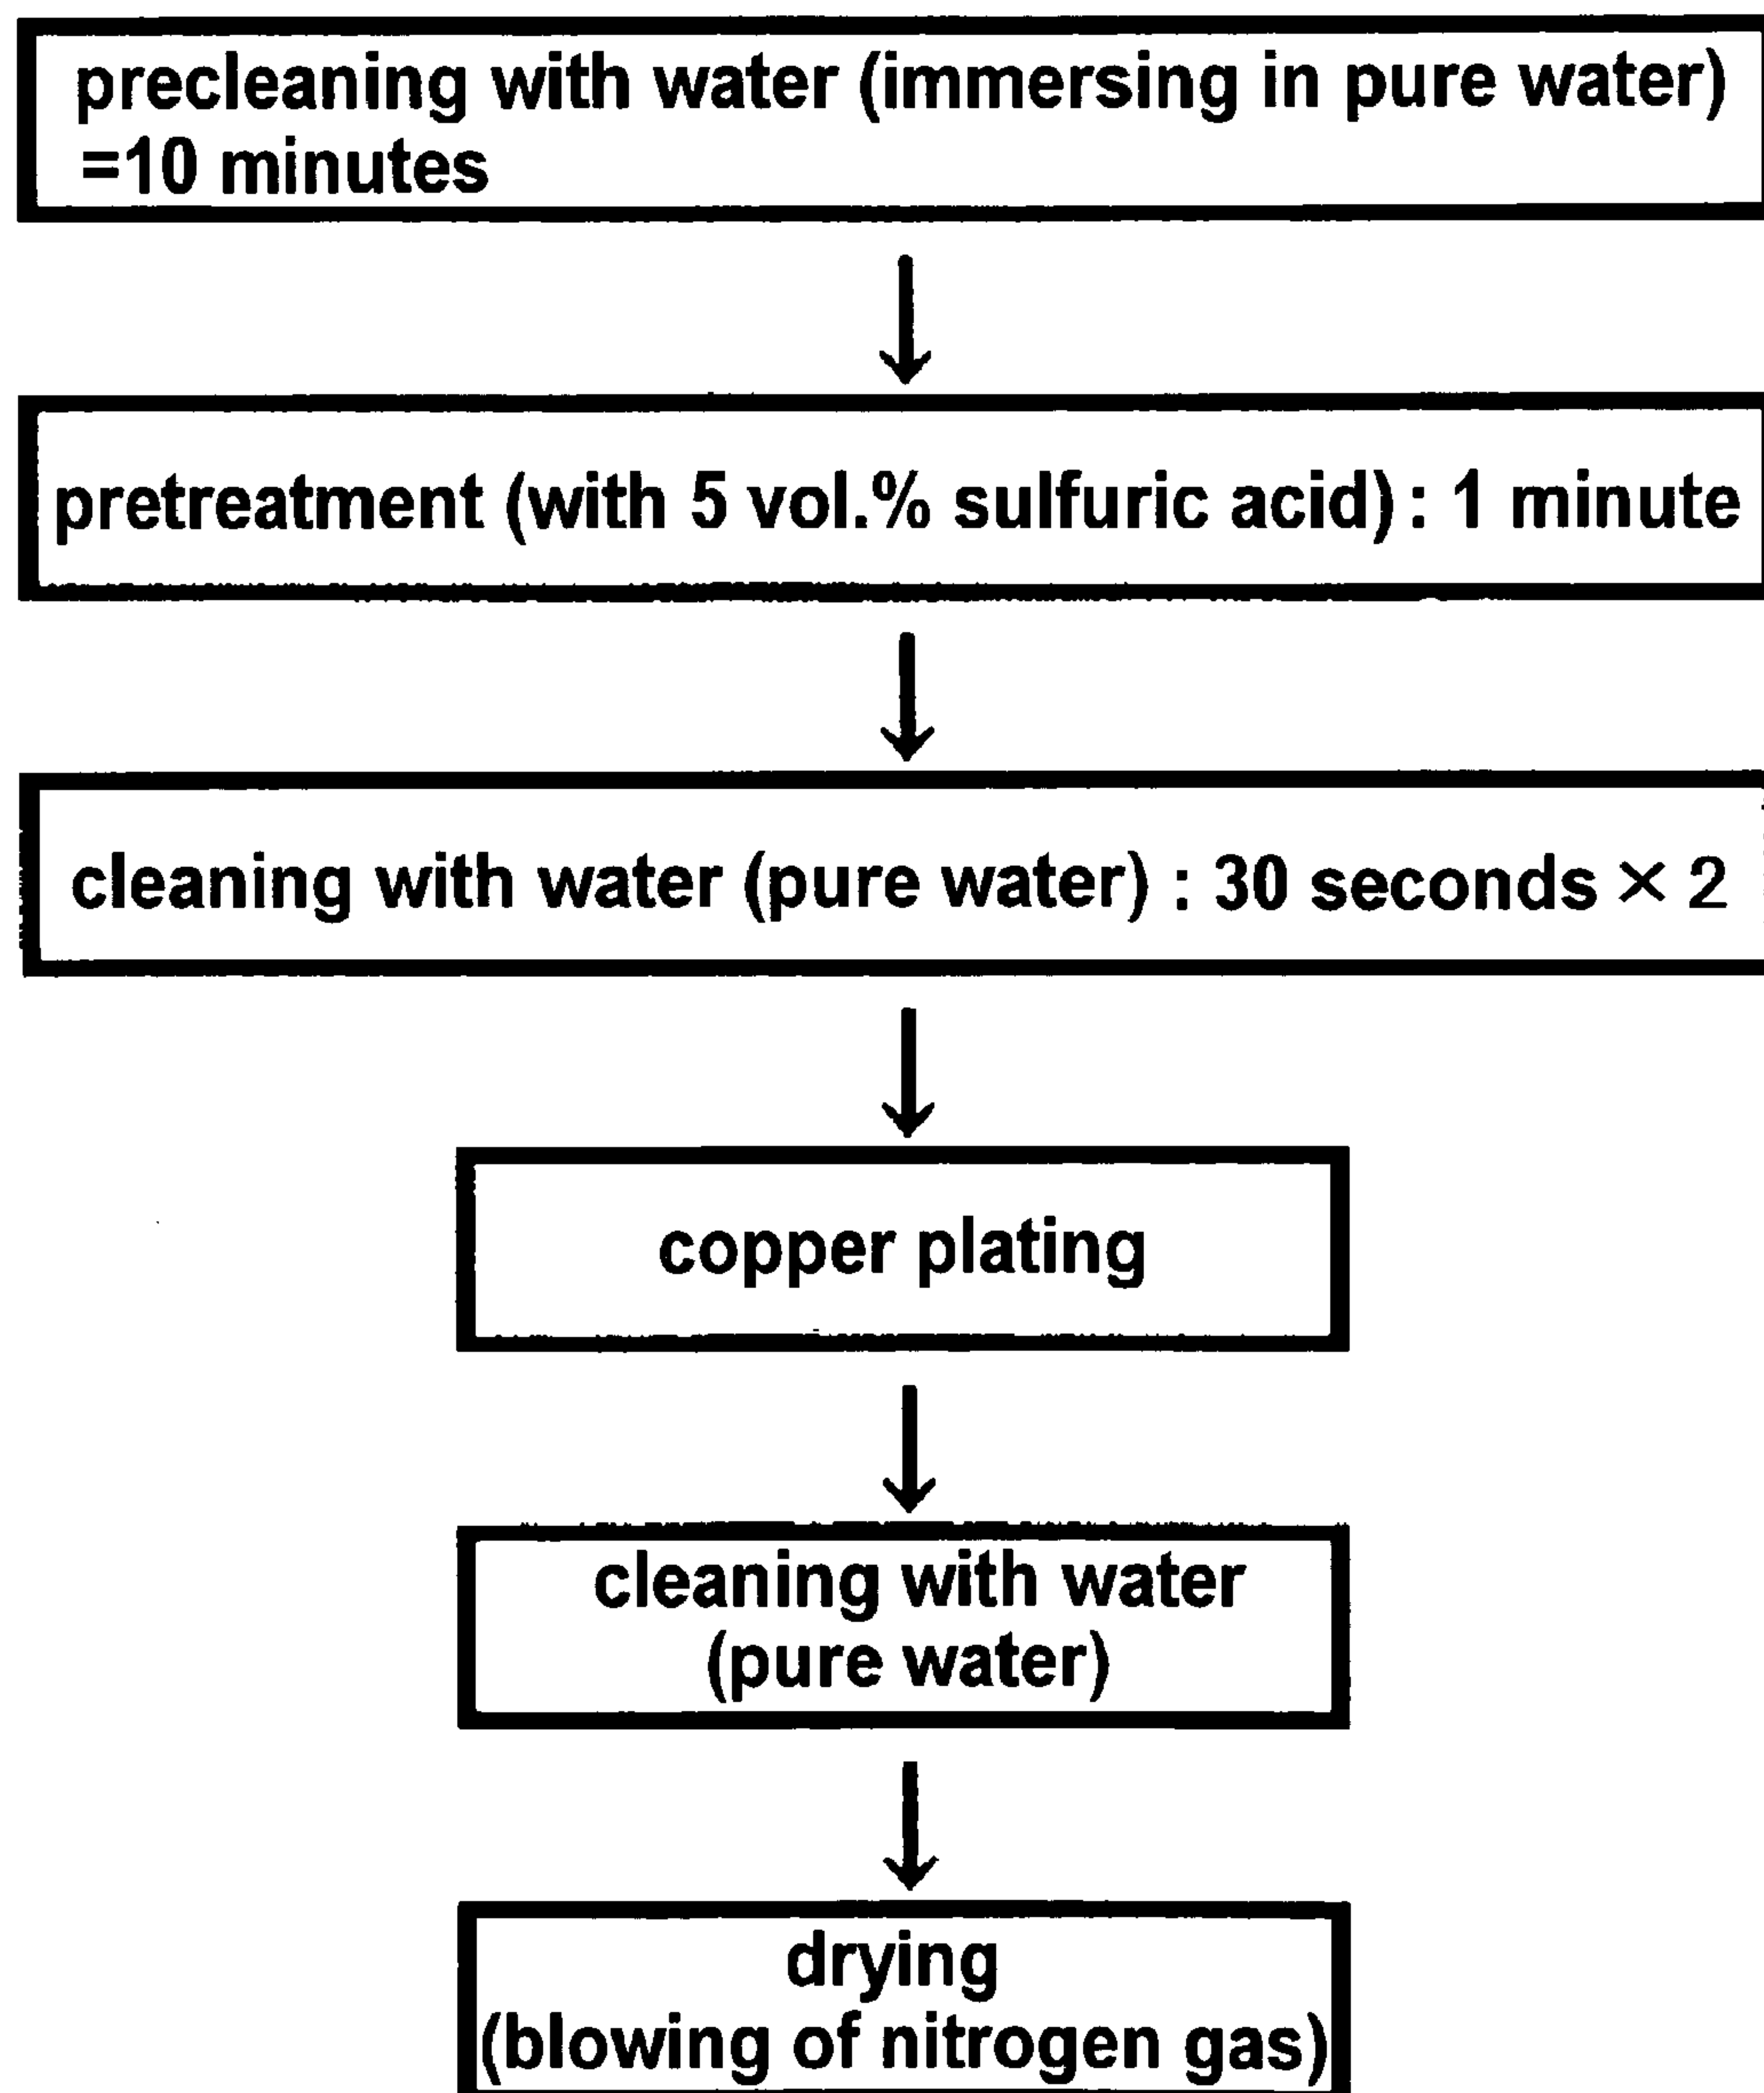 precleaning with water (immersing in pure water)
=10 minutes
pretreatment (with 5 vol.% sulfuric acid) : 1 minute
cleaning with water (pure water) : 30 seconds × 2
copper plating
cleaning with water
(pure water)
drying
(blowing of nitrogen gas)